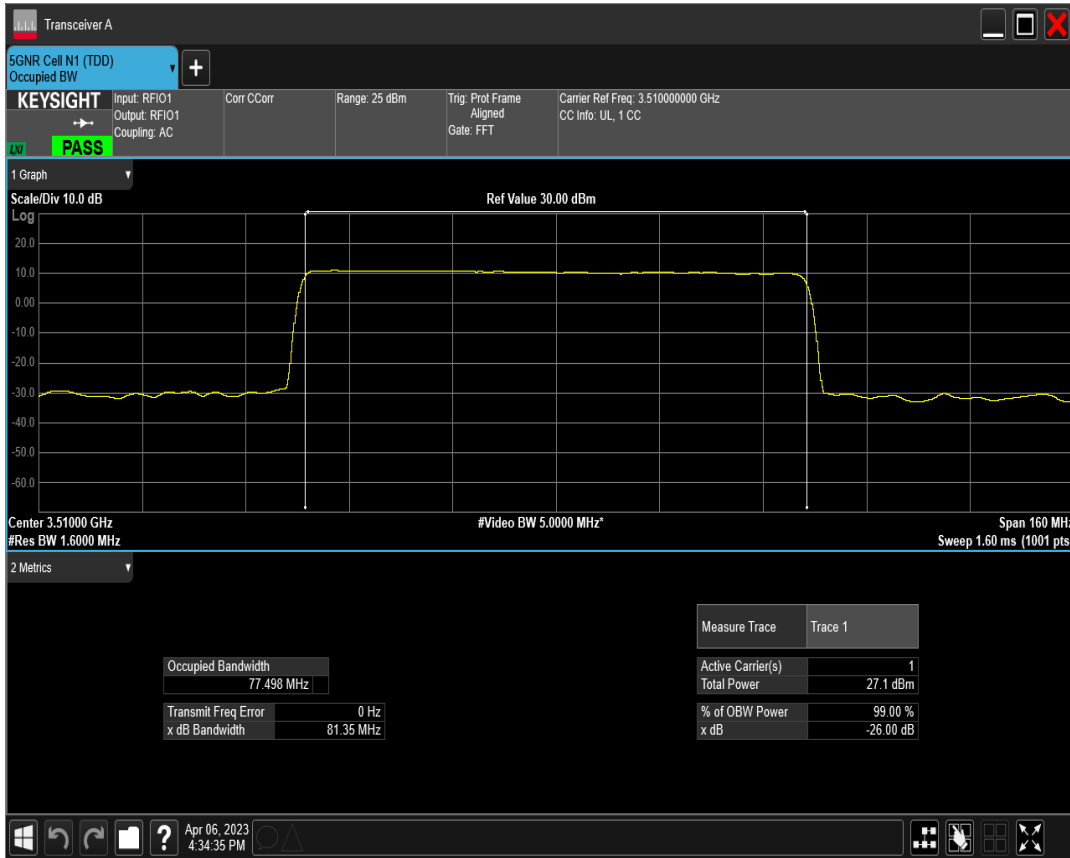 Transceiver A
5GNR Cell N1 (TDD)
Occupied BW
+
KEYSIGHT
LXI
PASS
Input: RFIO1
Output: RFIO1
Coupling: AC
Corr CCorr
Range: 25 dBm
Trig: Prot Frame
Aligned
Gate: FFT
Carrier Ref Freq: 3.510000000 GHz
CC Info: UL, 1 CC
1 Graph
Scale/Div 10.0 dB
Ref Value 30.00 dBm
Log
20.0
10.0
0.00
-10.0
-20.0
-30.0
-40.0
-50.0
-60.0
Center 3.51000 GHz
#Video BW 5.0000 MHz*
Span 160 MHz
#Res BW 1.6000 MHz
Sweep 1.60 ms (1001 pts
2 Metrics
Measure Trace Trace 1
Occupied Bandwidth
77.498 MHz
Active Carrier(s) 1
Total Power 27.1 dBm
Transmit Freq Error 0 Hz
x dB Bandwidth 81.35 MHz
% of OBW Power 99.00 %
x dB -26.00 dB
?
Apr 06, 2023
4:34:35 PM